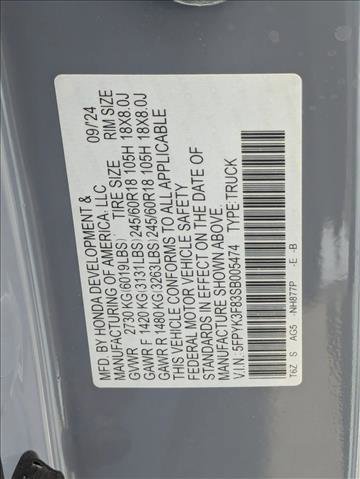 MFD. BY HONDA DEVELOPMENT & 09/24
MANUFACTURING OF AMERICA, LLC
TIRE SIZE RIM SIZE
GVWR 2730 KG(6019LBS)
GAWR F 1420 KG(3131LBS) 245/60R18 105H 18X8.0J
GAWR R 1480 KG(3263LBS) 245/60R18 105H 18X8.0J
THIS VEHICLE CONFORMS TO ALL APPLICABLE
FEDERAL MOTOR VEHICLE SAFETY
STANDARDS IN EFFECT ON THE DATE OF
MANUFACTURE SHOWN ABOVE.
V.I.N: 5FPYK3F83SB005474 TYPE: TRUCK
T6Z S AG5 -NH877P -E -B